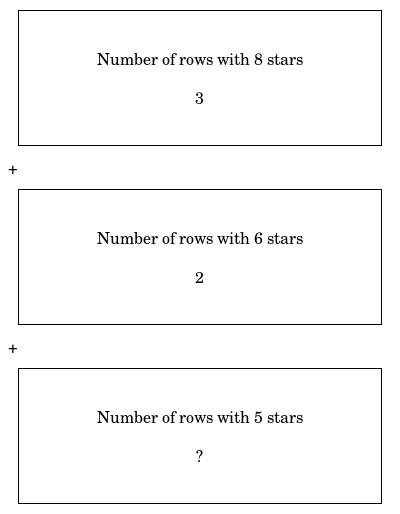 Number of rows with 8 stars
3
+
Number of rows with 6 stars
2
+
Number of rows with 5 stars
?